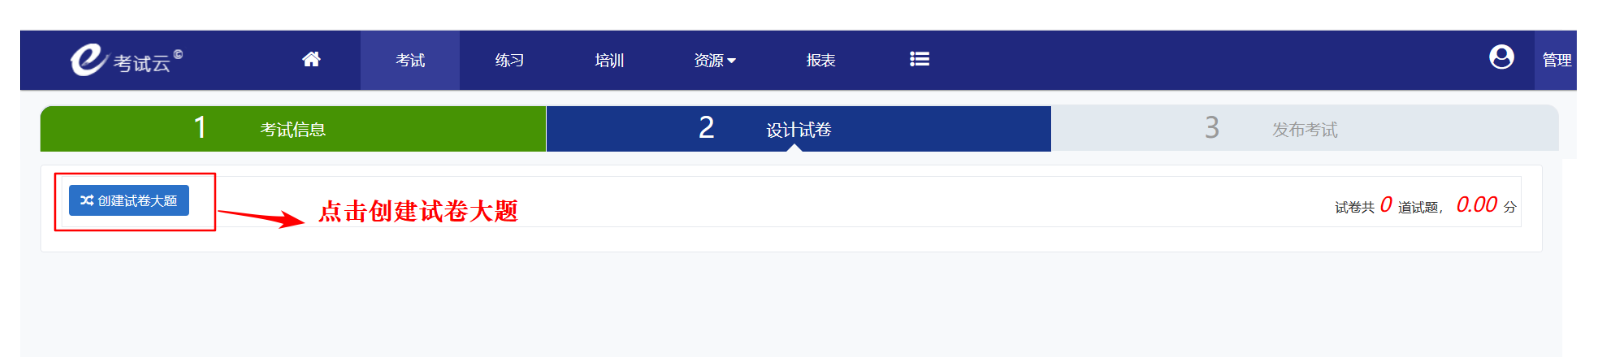 考试云©
考试 练习 培训 资源 报表 管理
1 考试信息 2 设计试卷 3 发布考试
创建试卷大题 点击创建试卷大题 试卷共 0 道试题， 0.00 分